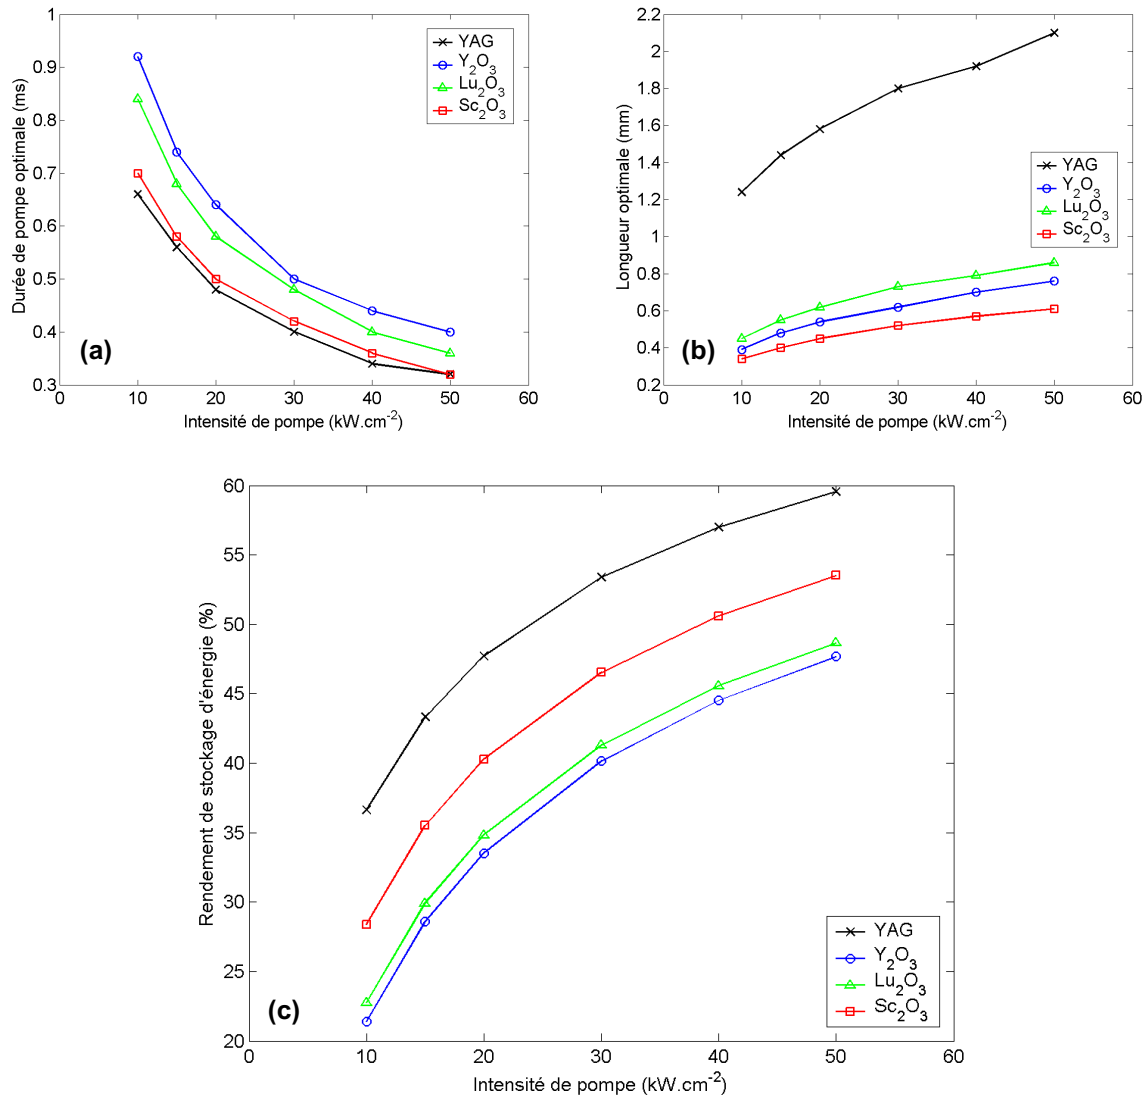 1
0.9
0.8
0.7
0.6
0.5
0.4
0.3
0
10
20
30
40
50
60
Durée de pompe optimale (ms)
Intensité de pompe (kW.cm⁻²)
YAG
Y₂O₃
Lu₂O₃
Sc₂O₃
(a)
2.2
2
1.8
1.6
1.4
1.2
1
0.8
0.6
0.4
0.2
0
10
20
30
40
50
60
Longueur optimale (mm)
Intensité de pompe (kW.cm⁻²)
YAG
Y₂O₃
Lu₂O₃
Sc₂O₃
(b)
60
55
50
45
40
35
30
25
20
0
10
20
30
40
50
60
Rendement de stockage d'énergie (%)
Intensité de pompe (kW.cm⁻²)
YAG
Y₂O₃
Lu₂O₃
Sc₂O₃
(c)